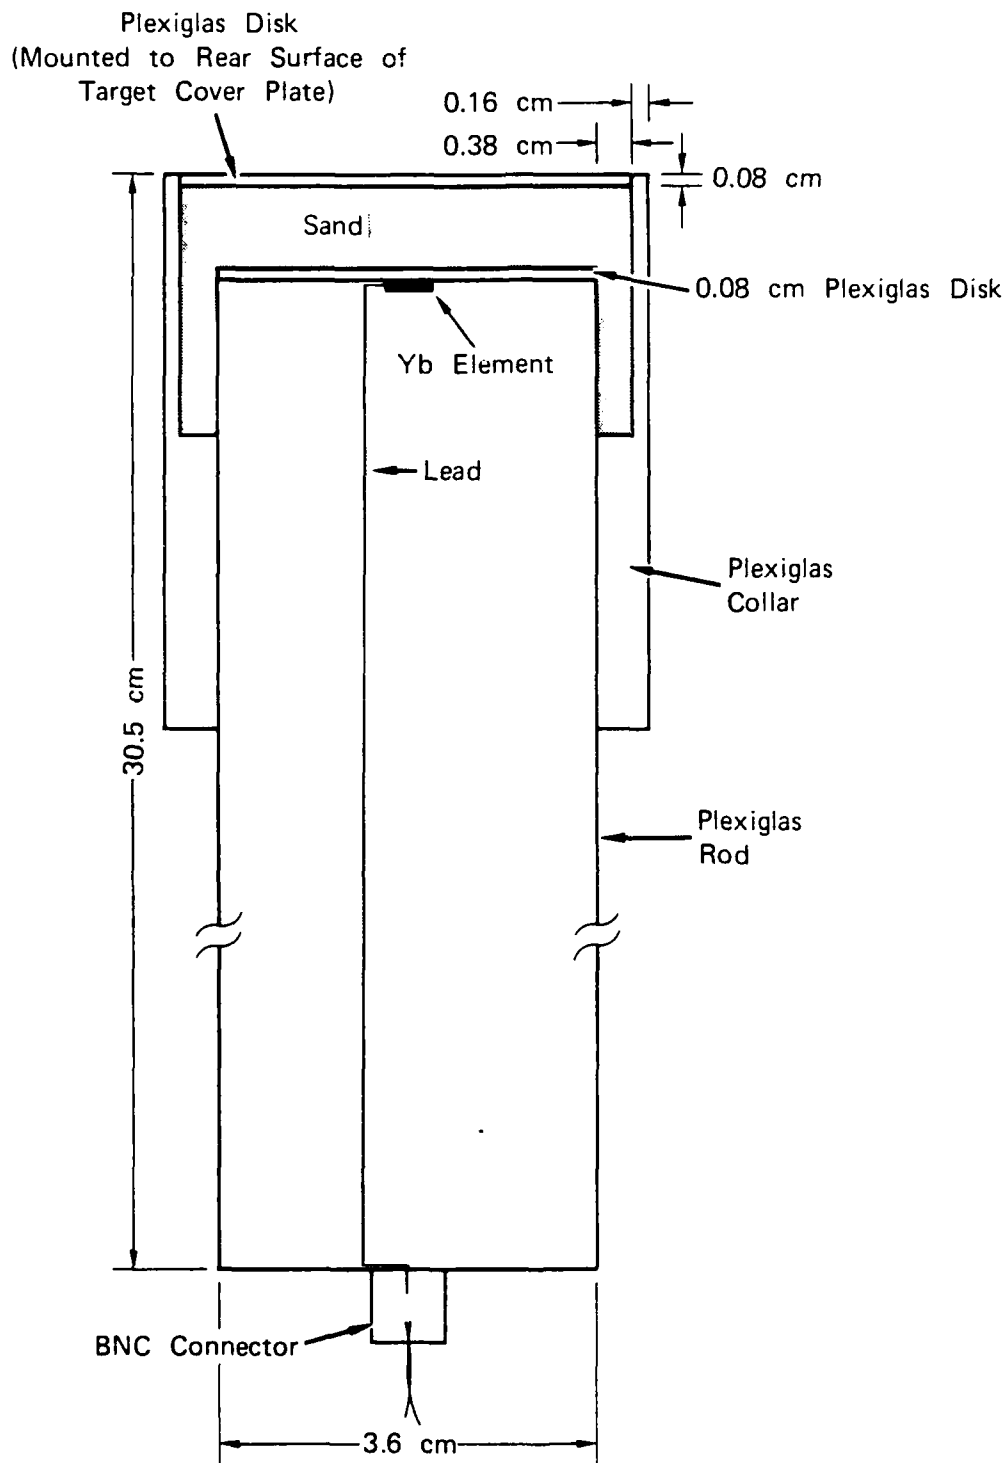 Plexiglas Disk
(Mounted to Rear Surface of
Target Cover Plate)
0.16 cm
0.38 cm
0.08 cm
Sand
0.08 cm Plexiglas Disk
Yb Element
Lead
Plexiglas
Collar
30.5 cm
Plexiglas
Rod
BNC Connector
3.6 cm